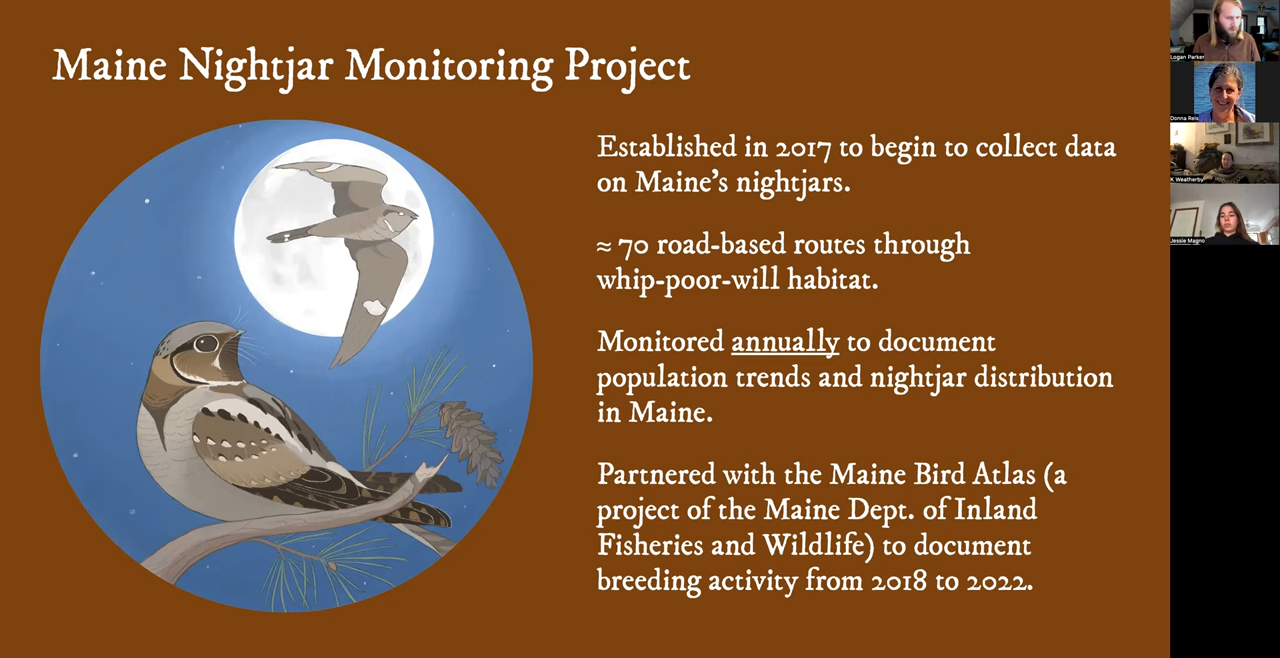 Maine Nightjar Monitoring Project
Established in 2017 to begin to collect data
on Maine's nightjars.
≈ 70 road-based routes through
whip-poor-will habitat.
Monitored annually to document
population trends and nightjar distribution
in Maine.
Partnered with the Maine Bird Atlas (a
project of the Maine Dept. of Inland
Fisheries and Wildlife) to document
breeding activity from 2018 to 2022.
Logan Parker
Donna Reis
K Weatherby
Jessie Magno